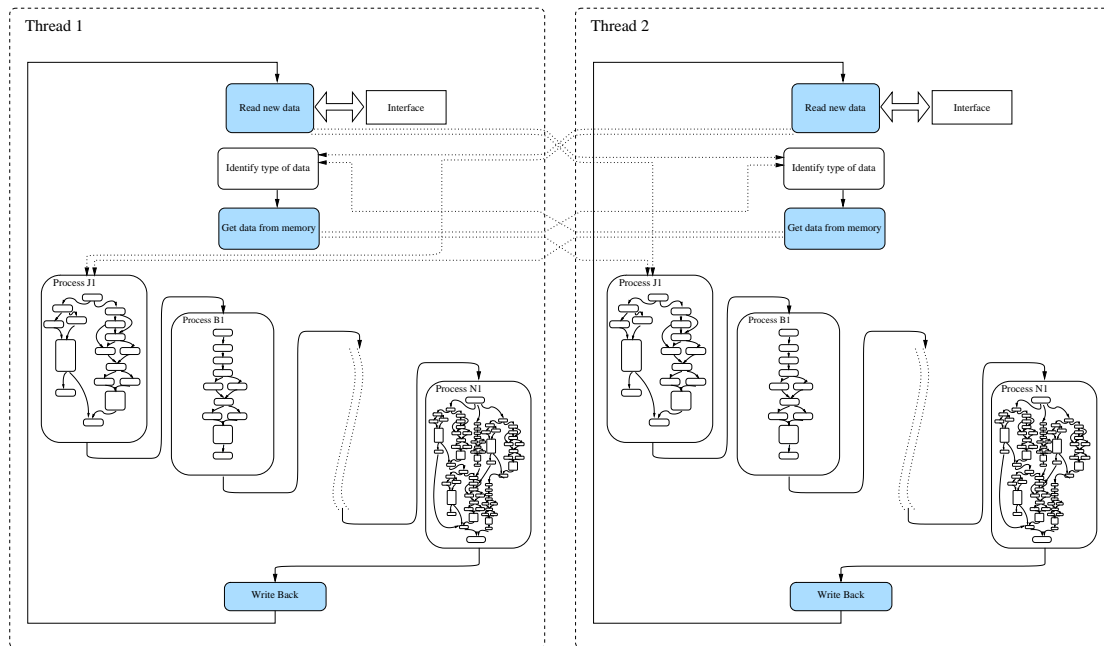 Thread 1
Read new data
Interface
Identify type of data
Get data from memory
Process J1
Process B1
Process N1
Write Back
Thread 2
Read new data
Interface
Identify type of data
Get data from memory
Process J1
Process B1
Process N1
Write Back